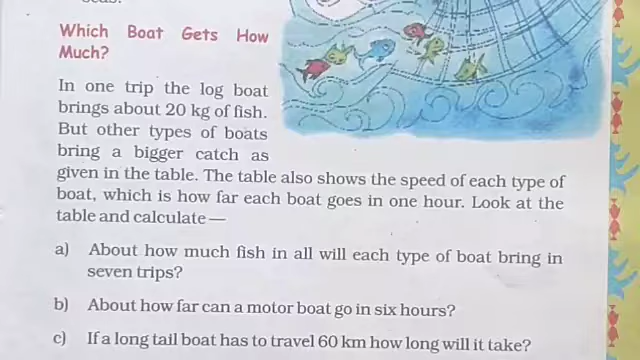 Which Boat Gets How
Much?
In one trip the log boat
brings about 20 kg of fish.
But other types of boats
bring a bigger catch as
given in the table. The table also shows the speed of each type of
boat, which is how far each boat goes in one hour. Look at the
table and calculate—
a) About how much fish in all will each type of boat bring in
seven trips?
b) About how far can a motor boat go in six hours?
c) If a long tail boat has to travel 60 km how long will it take?